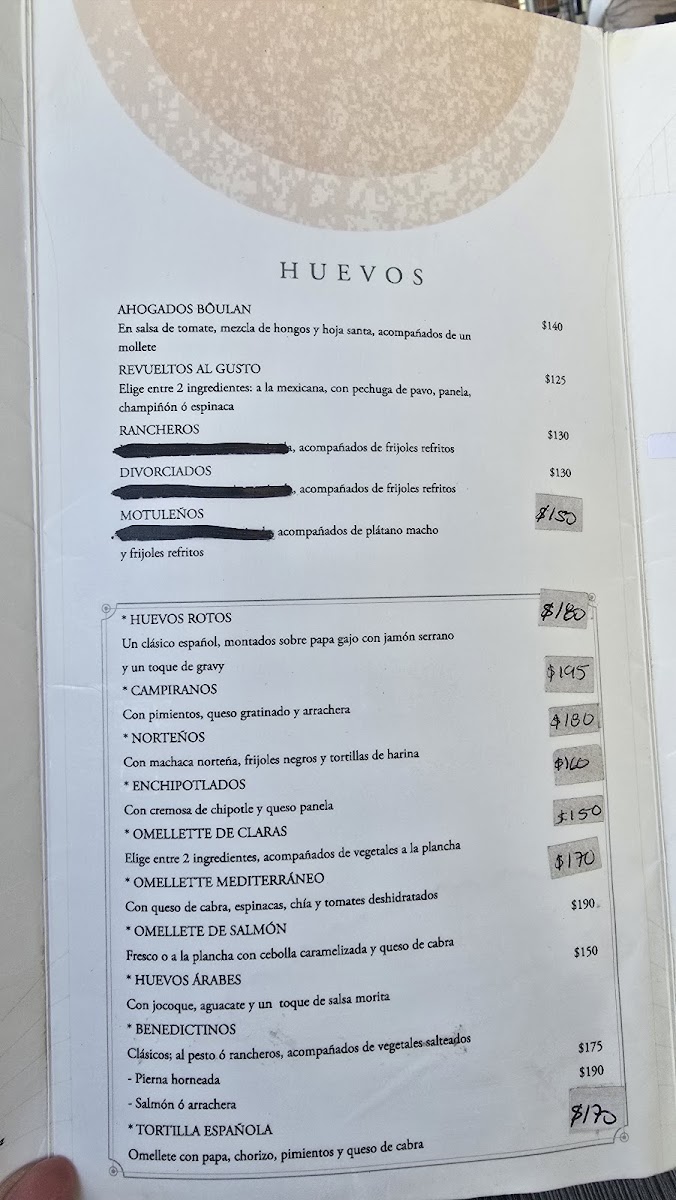 HUEVOS
AHOGADOS BÔULAN
En salsa de tomate, mezcla de hongos y hoja santa, acompañados de un $140
mollete
REVUELTOS AL GUSTO
Elige entre 2 ingredientes: a la mexicana, con pechuga de pavo, panela, $125
champiñón ó espinaca
RANCHEROS $130
, acompañados de frijoles refritos
DIVORCIADOS $130
, acompañados de frijoles refritos
MOTULEÑOS $150
acompañados de plátano macho
y frijoles refritos
* HUEVOS ROTOS $180
Un clásico español, montados sobre papa gajo con jamón serrano
y un toque de gravy
* CAMPIRANOS $195
Con pimientos, queso gratinado y arrachera
* NORTEÑOS $180
Con machaca norteña, frijoles negros y tortillas de harina
* ENCHIPOTLADOS $160
Con cremosa de chipotle y queso panela
* OMELLETTE DE CLARAS $150
Elige entre 2 ingredientes, acompañados de vegetales a la plancha
* OMELLETTE MEDITERRÁNEO $170
Con queso de cabra, espinacas, chía y tomates deshidratados
* OMELLETE DE SALMÓN $190
Fresco o a la plancha con cebolla caramelizada y queso de cabra
* HUEVOS ÁRABES $150
Con jocoque, aguacate y un toque de salsa morita
* BENEDICTINOS
Clásicos; al pesto ó rancheros, acompañados de vegetales salteados
- Pierna horneada $175
- Salmón ó arrachera $190
* TORTILLA ESPAÑOLA $170
Omellete con papa, chorizo, pimientos y queso de cabra